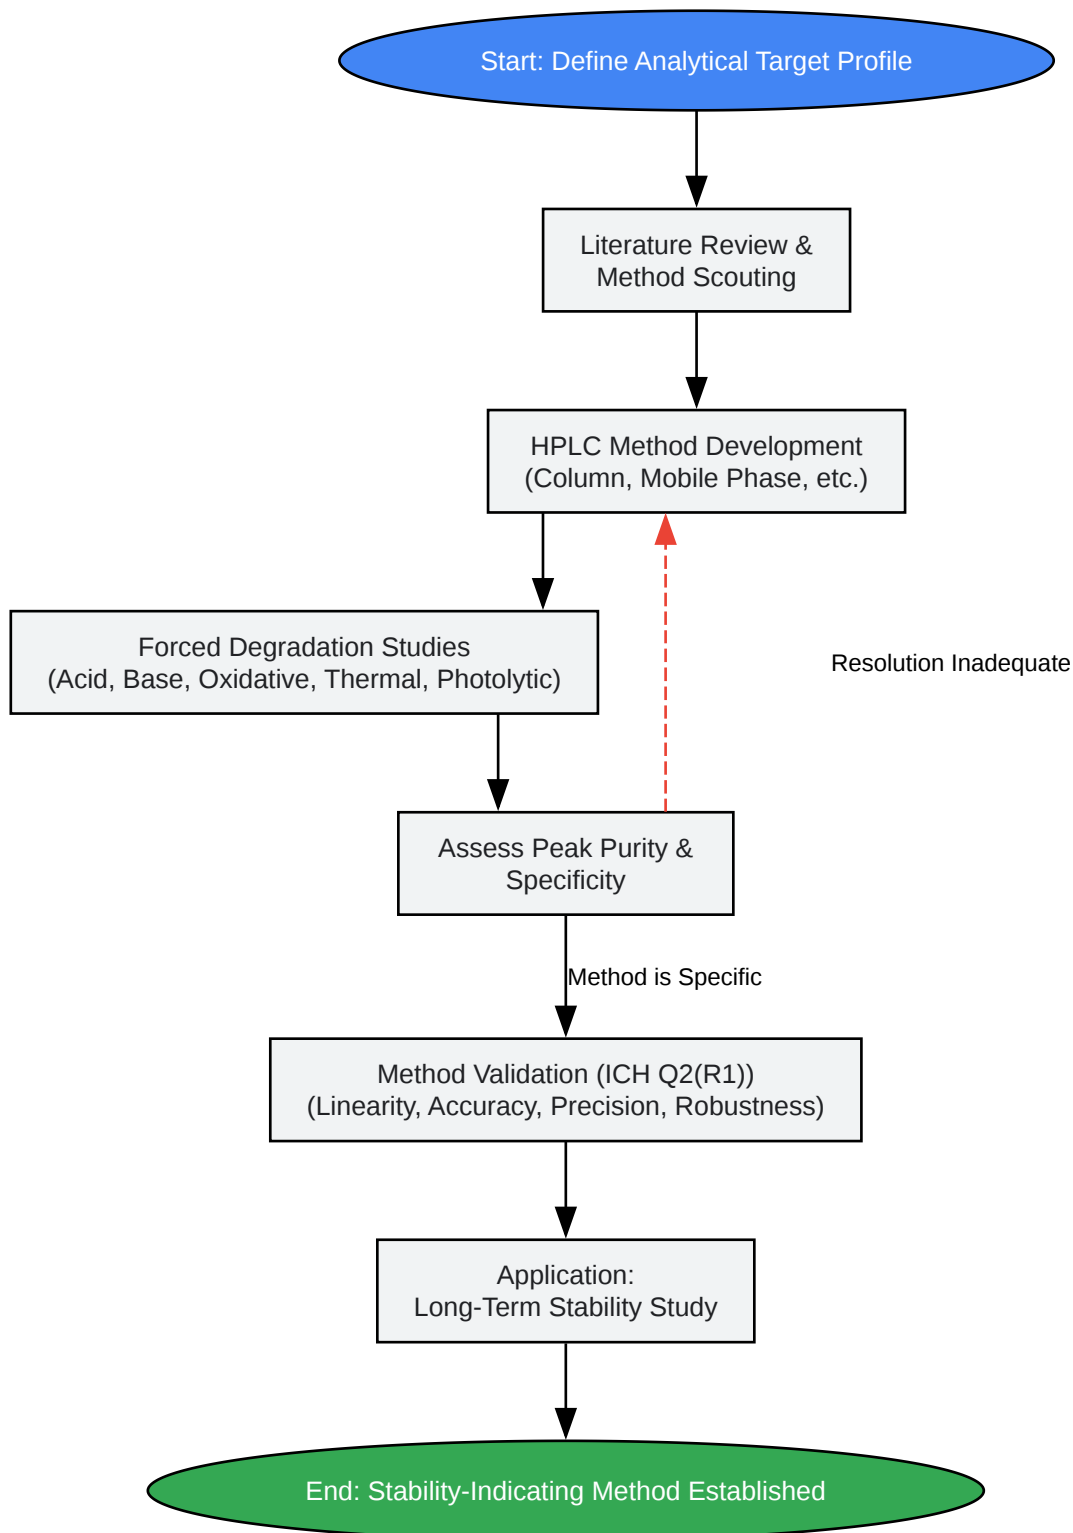 Start: Define Analytical Target Profile
Literature Review &
Method Scouting
HPLC Method Development
(Column, Mobile Phase, etc.)
Forced Degradation Studies
(Acid, Base, Oxidative, Thermal, Photolytic)
Resolution Inadequate
Assess Peak Purity &
Specificity
Method is Specific
Method Validation (ICH Q2(R1))
(Linearity, Accuracy, Precision, Robustness)
Application:
Long-Term Stability Study
End: Stability-Indicating Method Established